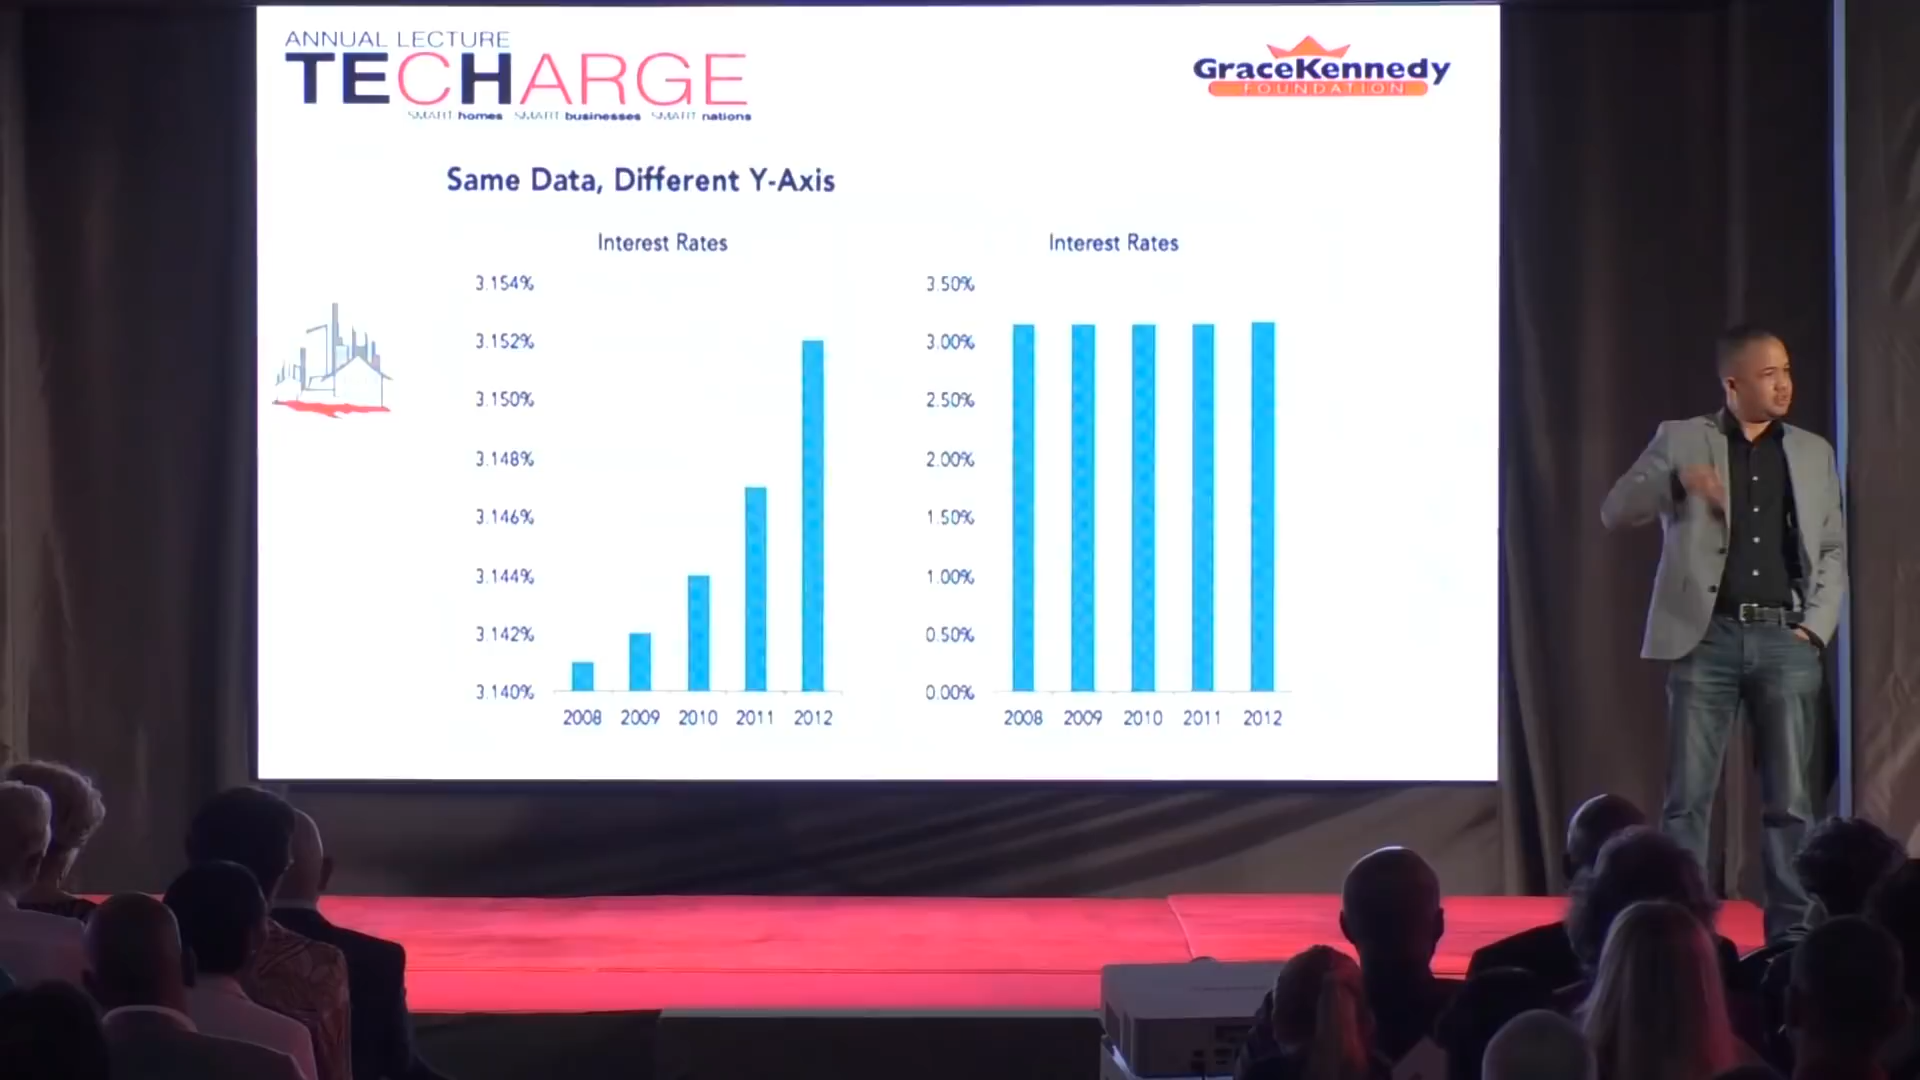 ANNUAL LECTURE
TECHARGE
SMART homes SMART businesses SMART nations
GraceKennedy
FOUNDATION
Same Data, Different Y-Axis
Interest Rates
3.154%
3.152%
3.150%
3.148%
3.146%
3.144%
3.142%
3.140%
2008 2009 2010 2011 2012
Interest Rates
3.50%
3.00%
2.50%
2.00%
1.50%
1.00%
0.50%
0.00%
2008 2009 2010 2011 2012